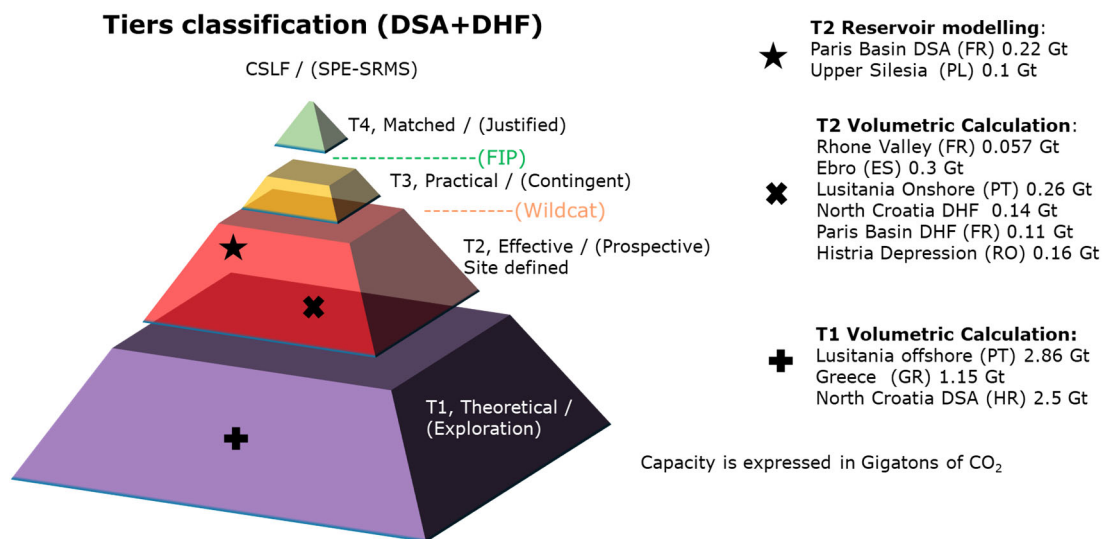 Tiers classification (DSA+DHF)
CSLF / (SPE-SRMS)
T4, Matched / (Justified)
(FIP)
T3, Practical / (Contingent)
(Wildcat)
T2, Effective / (Prospective)
Site defined
T1, Theoretical /
(Exploration)
T2 Reservoir modelling:
Paris Basin DSA (FR) 0.22 Gt
Upper Silesia (PL) 0.1 Gt
T2 Volumetric Calculation:
Rhone Valley (FR) 0.057 Gt
Ebro (ES) 0.3 Gt
Lusitania Onshore (PT) 0.26 Gt
North Croatia DHF 0.14 Gt
Paris Basin DHF (FR) 0.11 Gt
Histria Depression (RO) 0.16 Gt
T1 Volumetric Calculation:
Lusitania offshore (PT) 2.86 Gt
Greece (GR) 1.15 Gt
North Croatia DSA (HR) 2.5 Gt
Capacity is expressed in Gigatons of CO₂